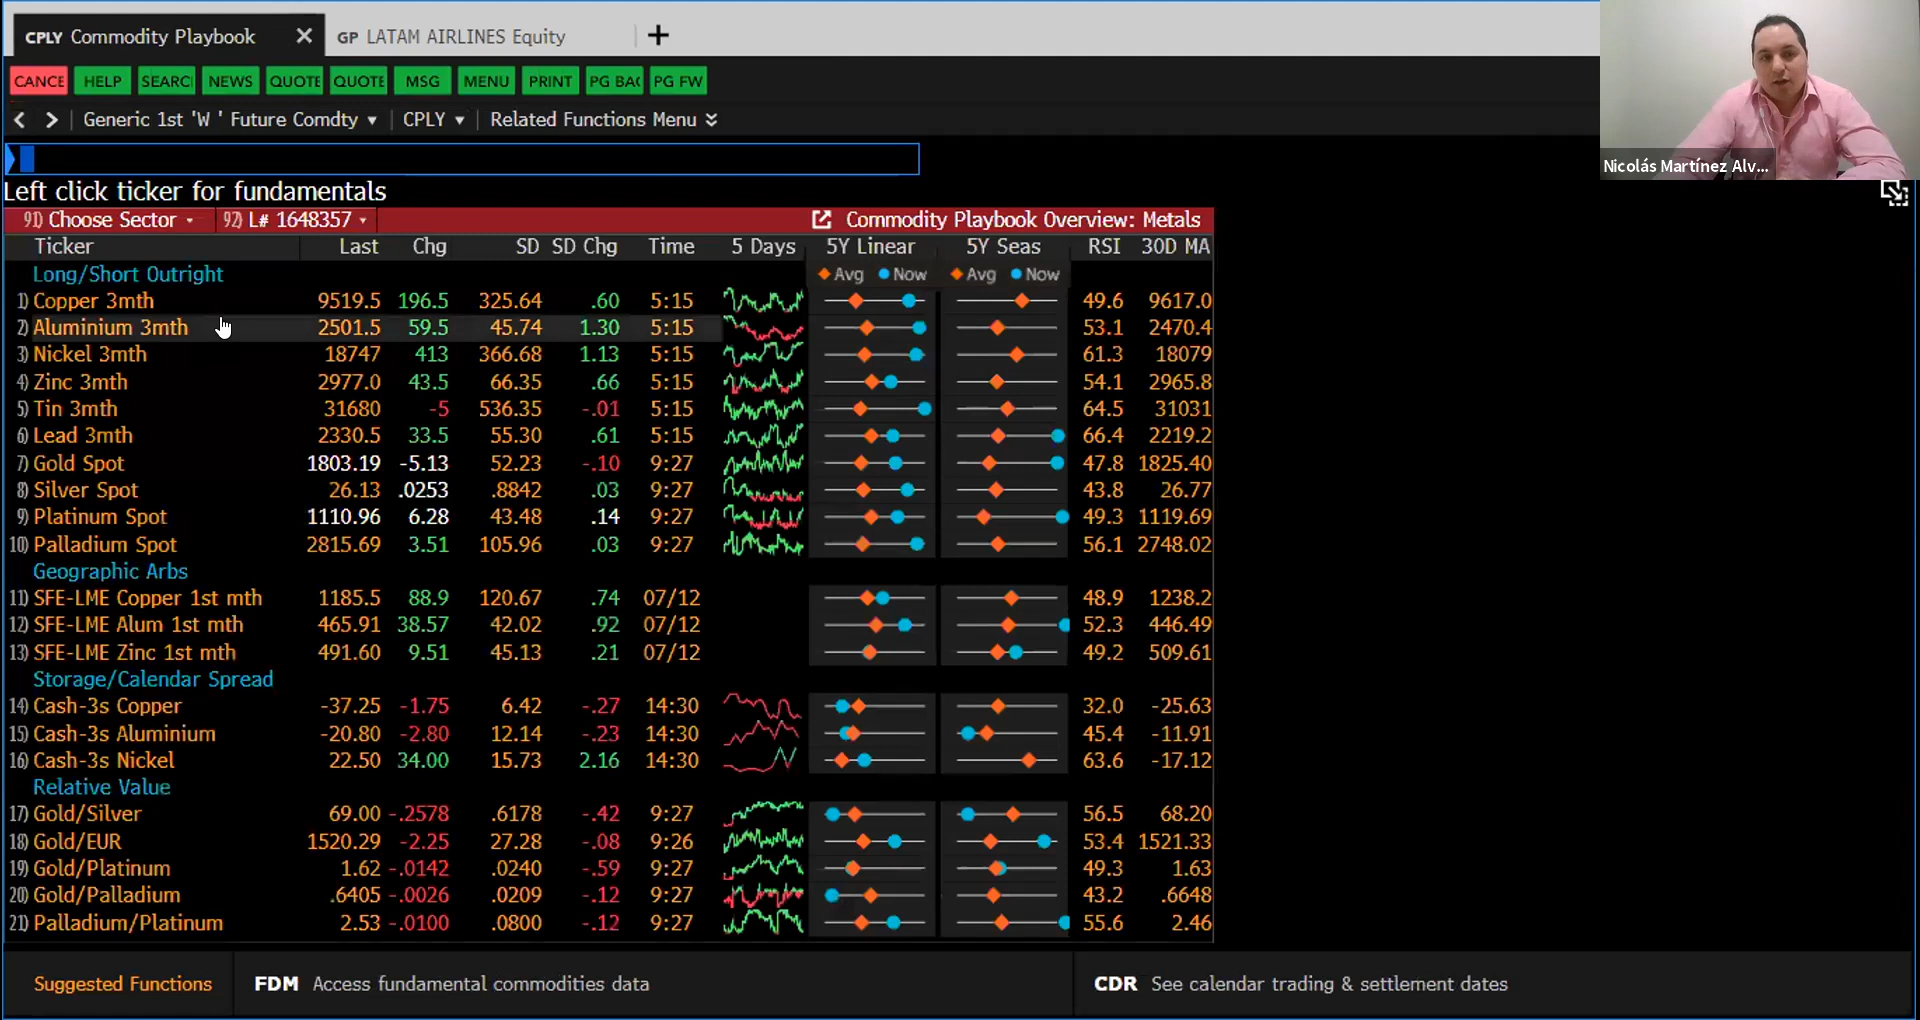 CPLY Commodity Playbook ✕ GP LATAM AIRLINES Equity +
CANCE HELP SEARC NEWS QUOTE QUOTE MSG MENU PRINT PG BAC PG FW
< > Generic 1st 'W ' Future Comdty ▾ CPLY ▾ Related Functions Menu
Nicolás Martínez Alv...
Left click ticker for fundamentals
91) Choose Sector 92) L# 1648357 Commodity Playbook Overview: Metals
Ticker Last Chg SD SD Chg Time 5 Days 5Y Linear 5Y Seas RSI 30D MA
Long/Short Outright Avg Now Avg Now
1) Copper 3mth 9519.5 196.5 325.64 .60 5:15 49.6 9617.0
2) Aluminium 3mth 2501.5 59.5 45.74 1.30 5:15 53.1 2470.4
3) Nickel 3mth 18747 413 366.68 1.13 5:15 61.3 18079
4) Zinc 3mth 2977.0 43.5 66.35 .66 5:15 54.1 2965.8
5) Tin 3mth 31680 -5 536.35 -.01 5:15 64.5 31031
6) Lead 3mth 2330.5 33.5 55.30 .61 5:15 66.4 2219.2
7) Gold Spot 1803.19 -5.13 52.23 -.10 9:27 47.8 1825.40
8) Silver Spot 26.13 .0253 .8842 .03 9:27 43.8 26.77
9) Platinum Spot 1110.96 6.28 43.48 .14 9:27 49.3 1119.69
10) Palladium Spot 2815.69 3.51 105.96 .03 9:27 56.1 2748.02
Geographic Arbs
11) SFE-LME Copper 1st mth 1185.5 88.9 120.67 .74 07/12 48.9 1238.2
12) SFE-LME Alum 1st mth 465.91 38.57 42.02 .92 07/12 52.3 446.49
13) SFE-LME Zinc 1st mth 491.60 9.51 45.13 .21 07/12 49.2 509.61
Storage/Calendar Spread
14) Cash-3s Copper -37.25 -1.75 6.42 -.27 14:30 32.0 -25.63
15) Cash-3s Aluminium -20.80 -2.80 12.14 -.23 14:30 45.4 -11.91
16) Cash-3s Nickel 22.50 34.00 15.73 2.16 14:30 63.6 -17.12
Relative Value
17) Gold/Silver 69.00 -.2578 .6178 -.42 9:27 56.5 68.20
18) Gold/EUR 1520.29 -2.25 27.28 -.08 9:26 53.4 1521.33
19) Gold/Platinum 1.62 -.0142 .0240 -.59 9:27 49.3 1.63
20) Gold/Palladium .6405 -.0026 .0209 -.12 9:27 43.2 .6648
21) Palladium/Platinum 2.53 -.0100 .0800 -.12 9:27 55.6 2.46
Suggested Functions FDM Access fundamental commodities data CDR See calendar trading & settlement dates